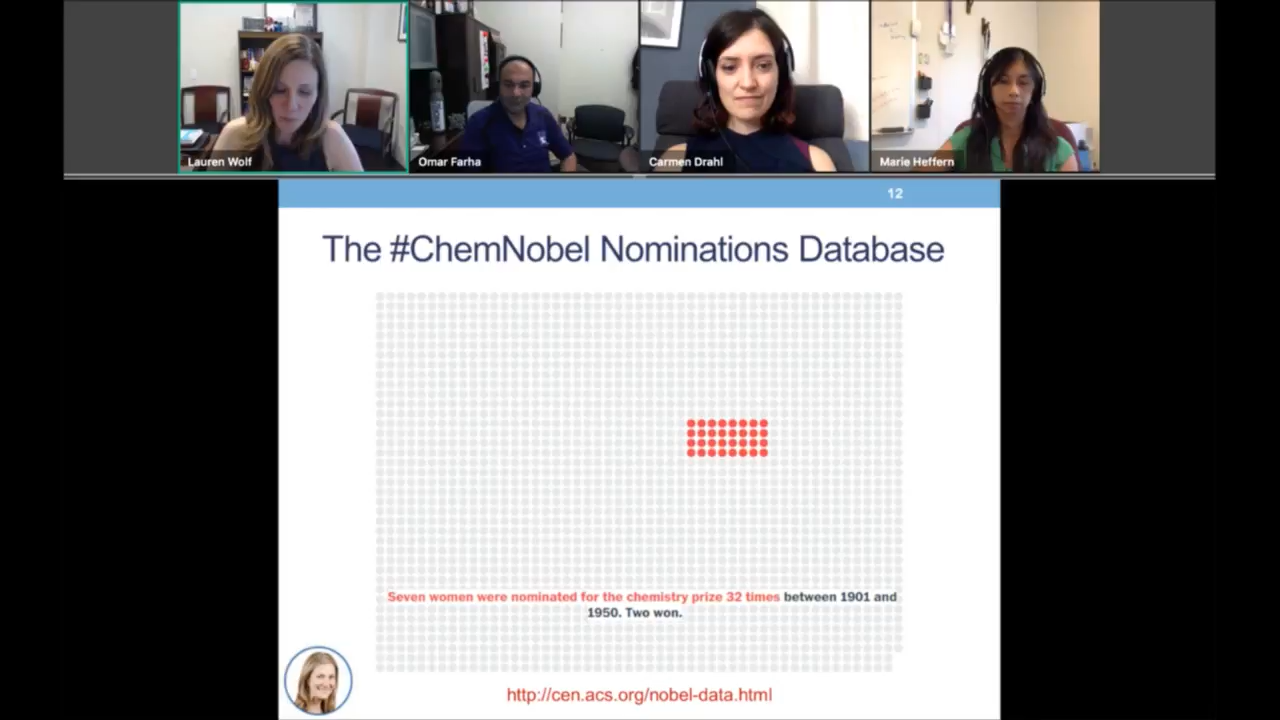 Lauren Wolf
Omar Farha
Carmen Drahl
Marie Heffern
12
The #ChemNobel Nominations Database
Seven women were nominated for the chemistry prize 32 times between 1901 and
1950. Two won.
http://cen.acs.org/nobel-data.html